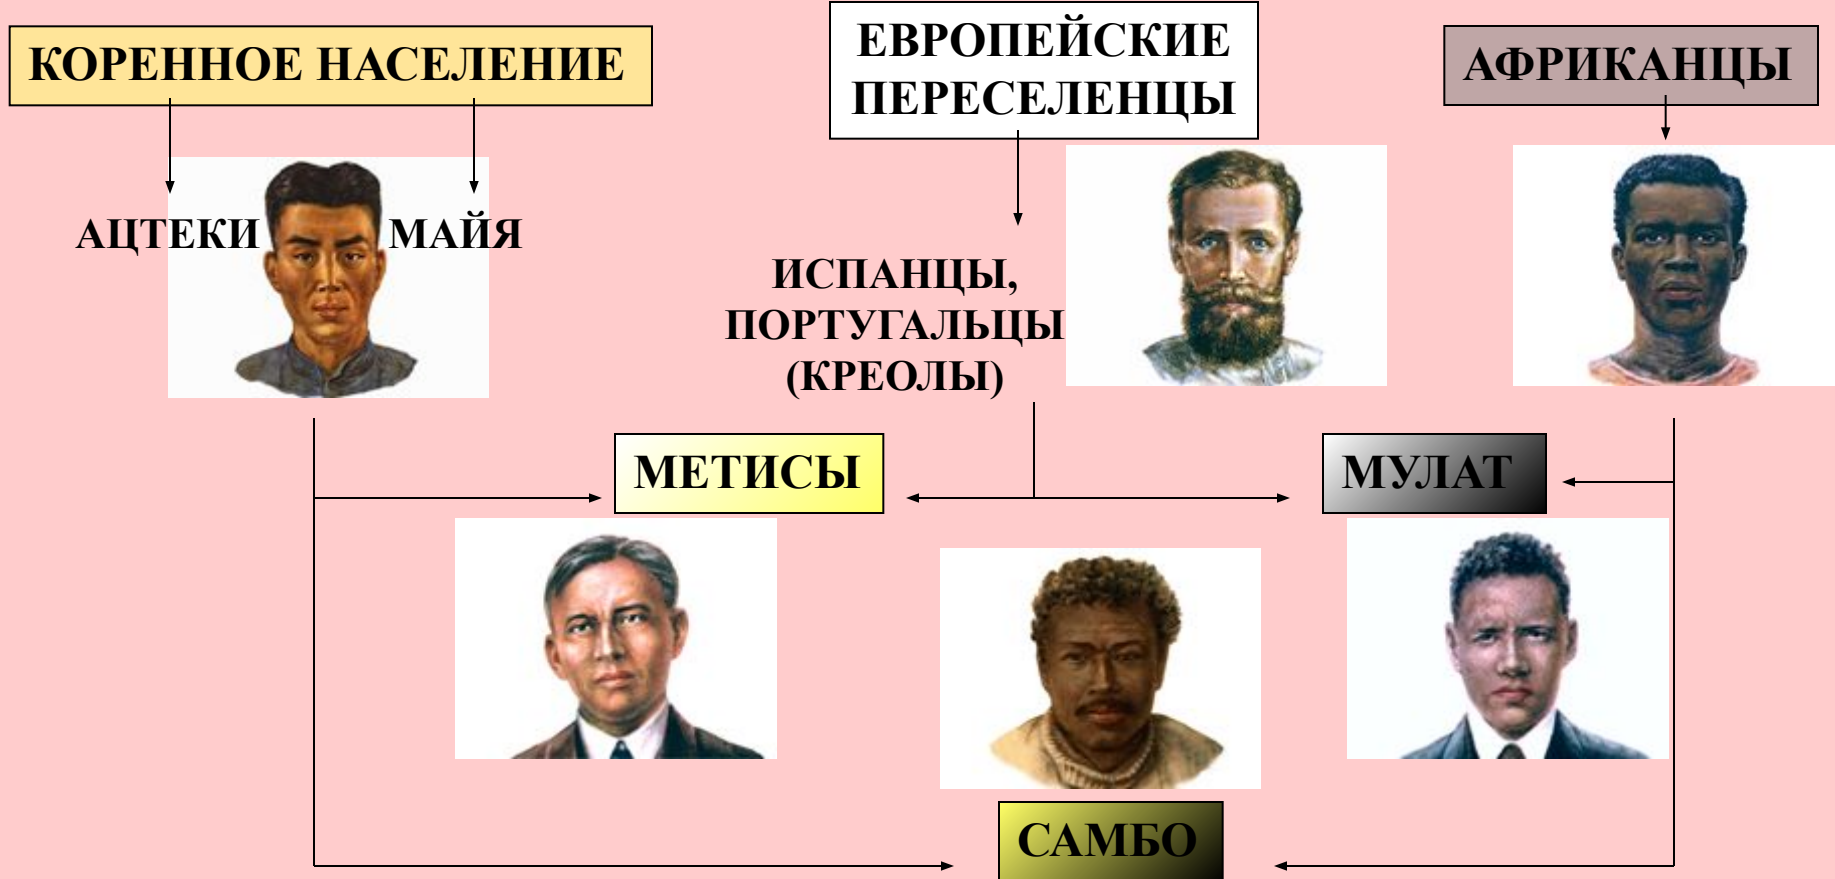 КОРЕННОЕ НАСЕЛЕНИЕ
ЕВРОПЕЙСКИЕ
ПЕРЕСЕЛЕНЦЫ
АФРИКАНЦЫ
АЦТЕКИ
МАЙЯ
ИСПАНЦЫ,
ПОРТУГАЛЬЦЫ
(КРЕОЛЫ)
МЕТИСЫ
МУЛАТ
САМБО